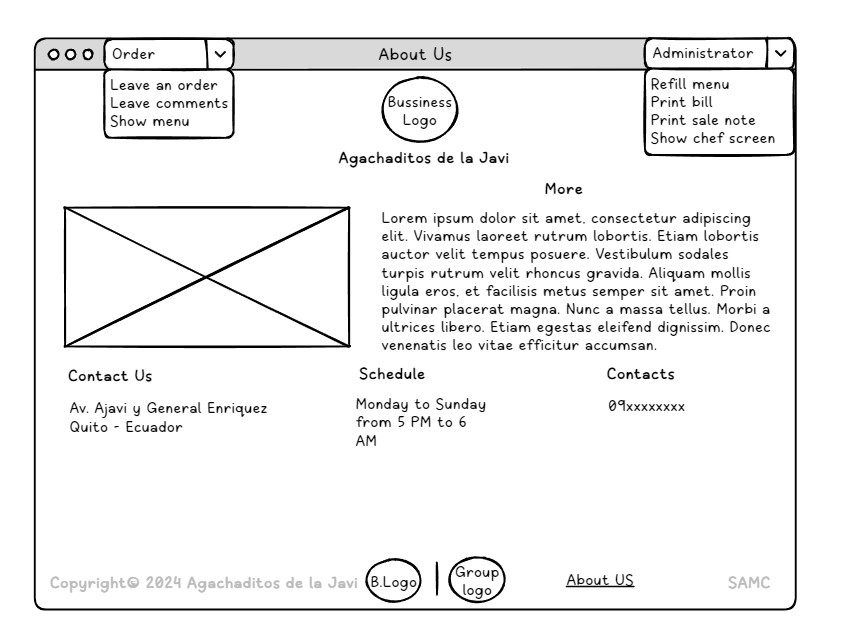 Order
About Us
Administrator
Leave an order
Leave comments
Show menu
Bussiness
Logo
Refill menu
Print bill
Print sale note
Show chef screen
Agachaditos de la Javi
More
Lorem ipsum dolor sit amet, consectetur adipiscing
elit. Vivamus laoreet rutrum lobortis. Etiam lobortis
auctor velit tempus posuere. Vestibulum sodales
turpis rutrum velit rhoncus gravida. Aliquam mollis
ligula eros, et facilisis metus semper sit amet. Proin
pulvinar placerat magna. Nunc a massa tellus. Morbi a
ultrices libero. Etiam egestas eleifend dignissim. Donec
venenatis leo vitae efficitur accumsan.
Contact Us
Av. Ajavi y General Enriquez
Quito - Ecuador
Schedule
Monday to Sunday
from 5 PM to 6
AM
Contacts
09xxxxxxxx
Copyright© 2024 Agachaditos de la Javi
B.Logo
Group
logo
About US
SAMC